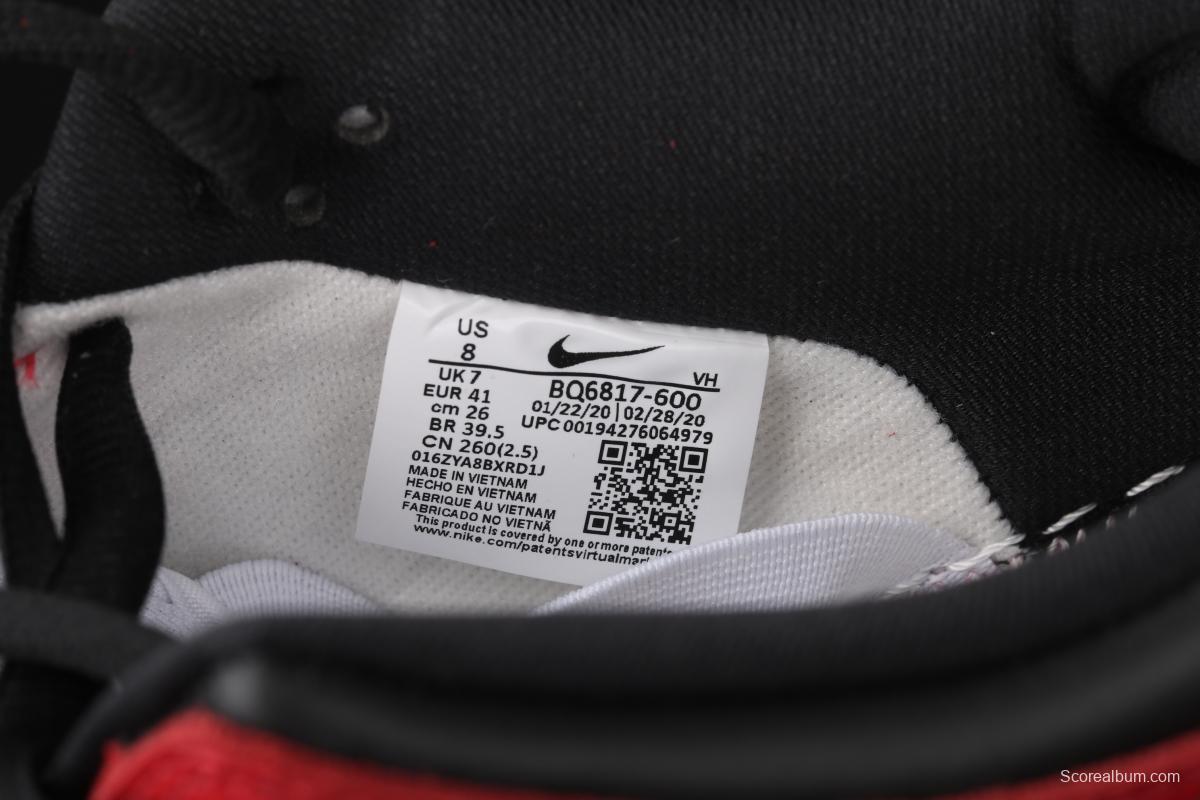 US
8
VH
UK 7
BQ6817-600
EUR 41
01/22/20 | 02/28/20
cm 26
UPC 00194276064979
BR 39.5
CN 260(2.5)
016ZYA8BXRD1J
MADE IN VIETNAM
HECHO EN VIETNAM
FABRIQUE AU VIETNAM
FABRICADO NO VIETNÃ
This product is covered by one or more patents
www.nike.com/patentsvirtualmar
Scorealbum.com